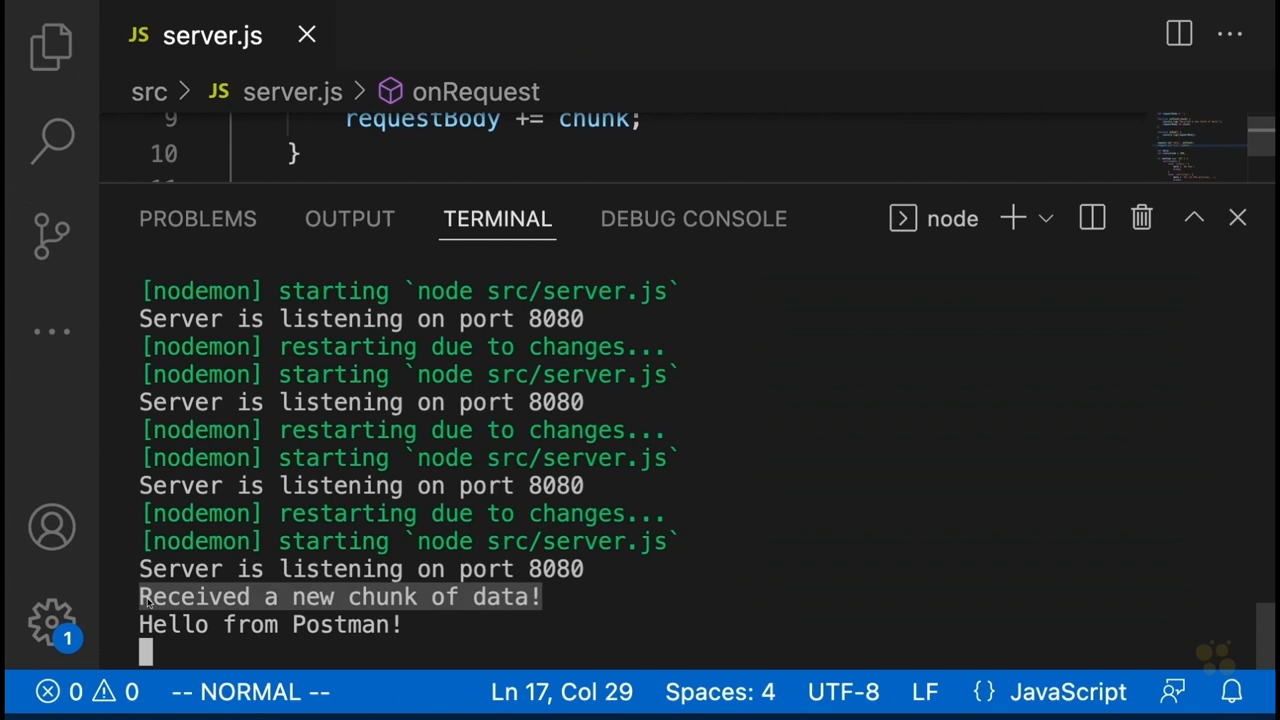 JS server.js
src > JS server.js > onRequest
9 requestBody += chunk;
10 }
PROBLEMS OUTPUT TERMINAL DEBUG CONSOLE node
[nodemon] starting `node src/server.js`
Server is listening on port 8080
[nodemon] restarting due to changes...
[nodemon] starting `node src/server.js`
Server is listening on port 8080
[nodemon] restarting due to changes...
[nodemon] starting `node src/server.js`
Server is listening on port 8080
[nodemon] restarting due to changes...
[nodemon] starting `node src/server.js`
Server is listening on port 8080
Received a new chunk of data!
Hello from Postman!
1
0 0 -- NORMAL -- Ln 17, Col 29 Spaces: 4 UTF-8 LF {} JavaScript